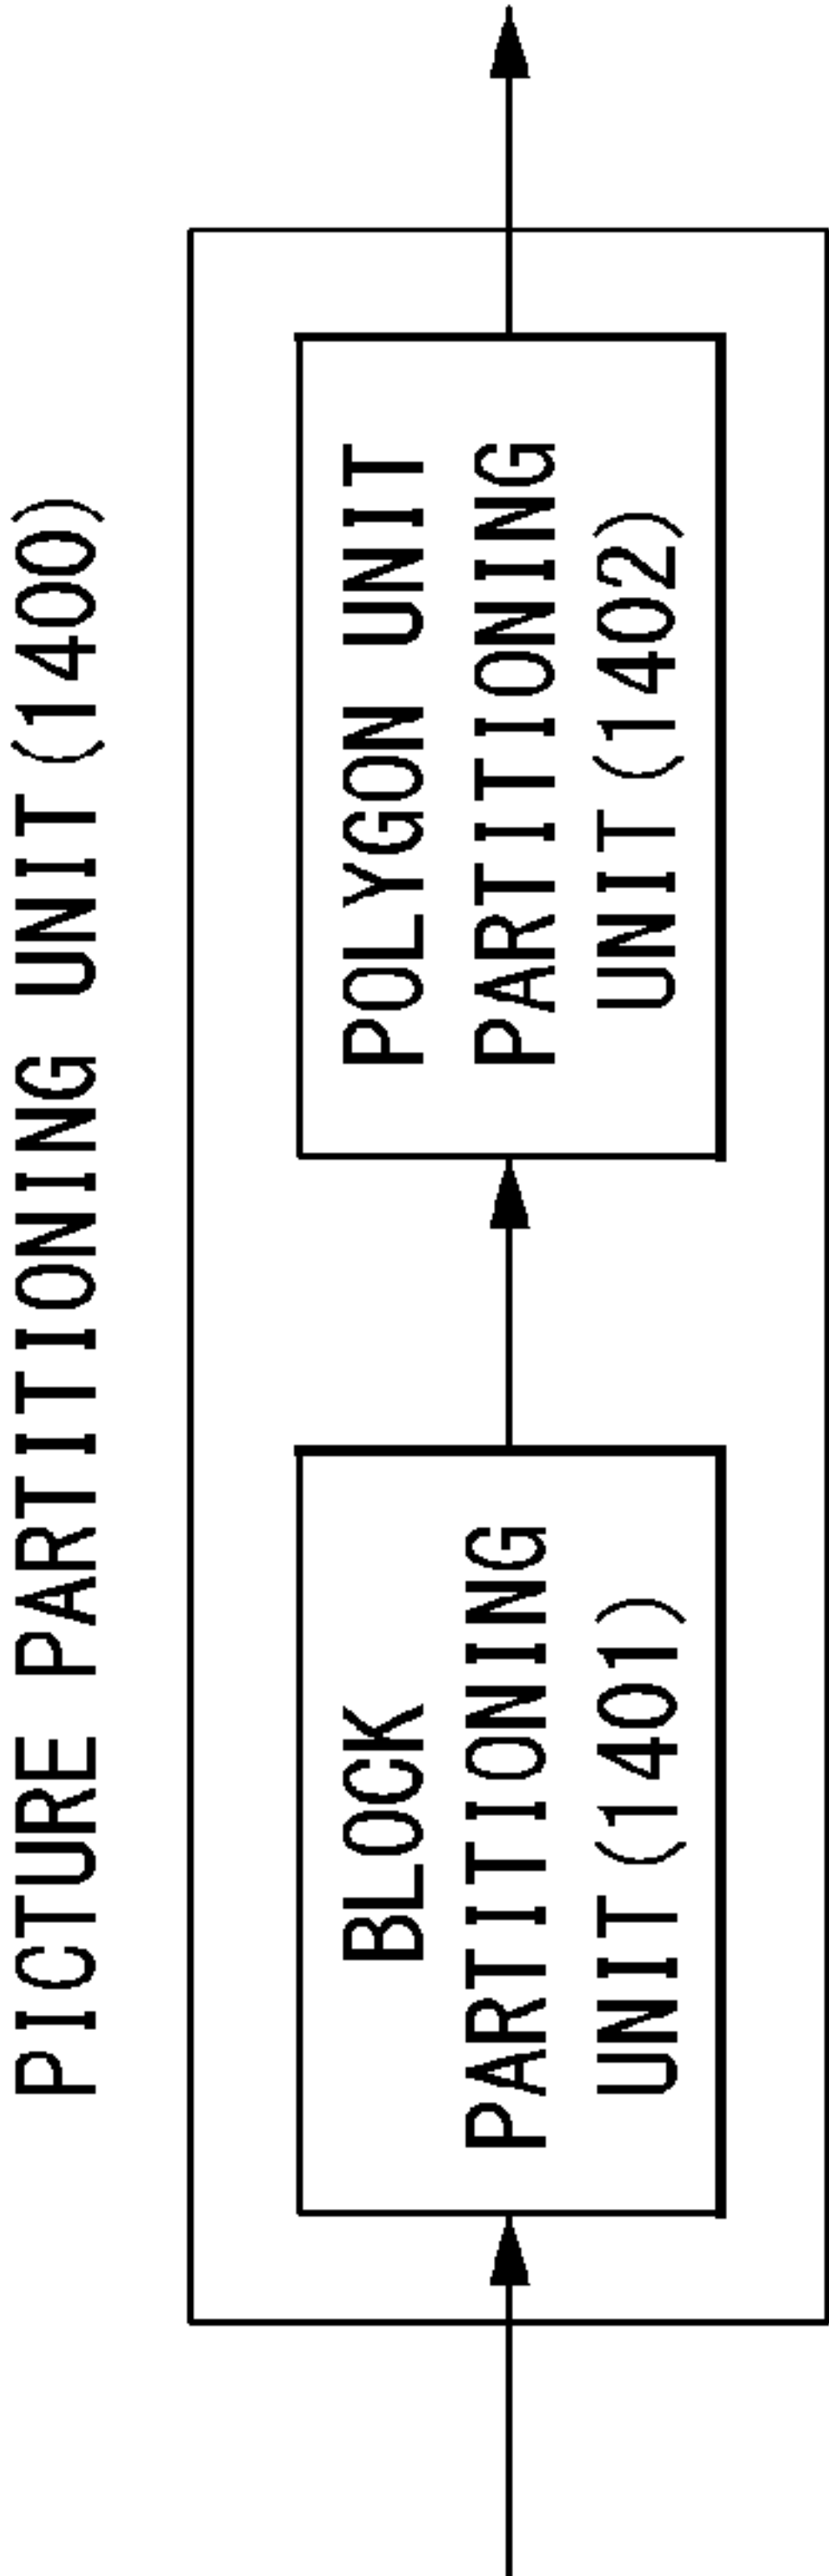 PICTURE PARTITIONING UNIT(1400)
BLOCK
PARTITIONING
UNIT(1401)
POLYGON UNIT
PARTITIONING
UNIT(1402)